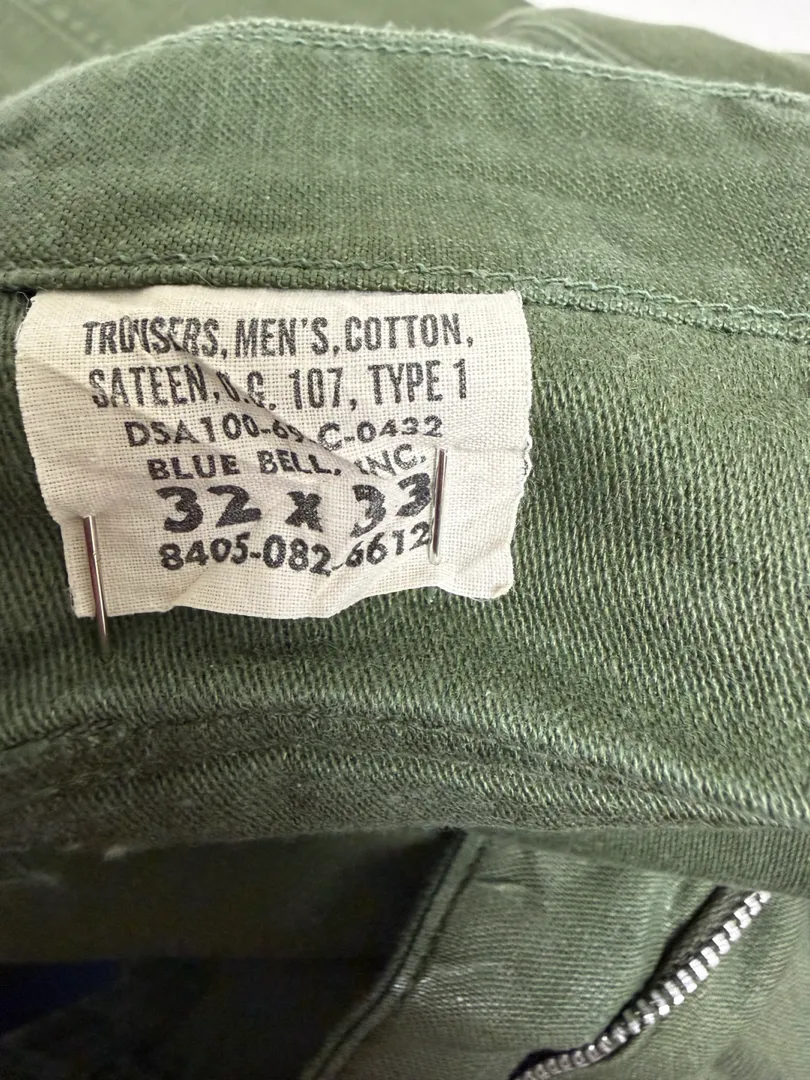 TROUSERS, MEN'S, COTTON,
SATEEN, O.G. 107, TYPE 1
DSA100-69-C-0432
BLUE BELL, INC.
32 x 33
8405-082-6612